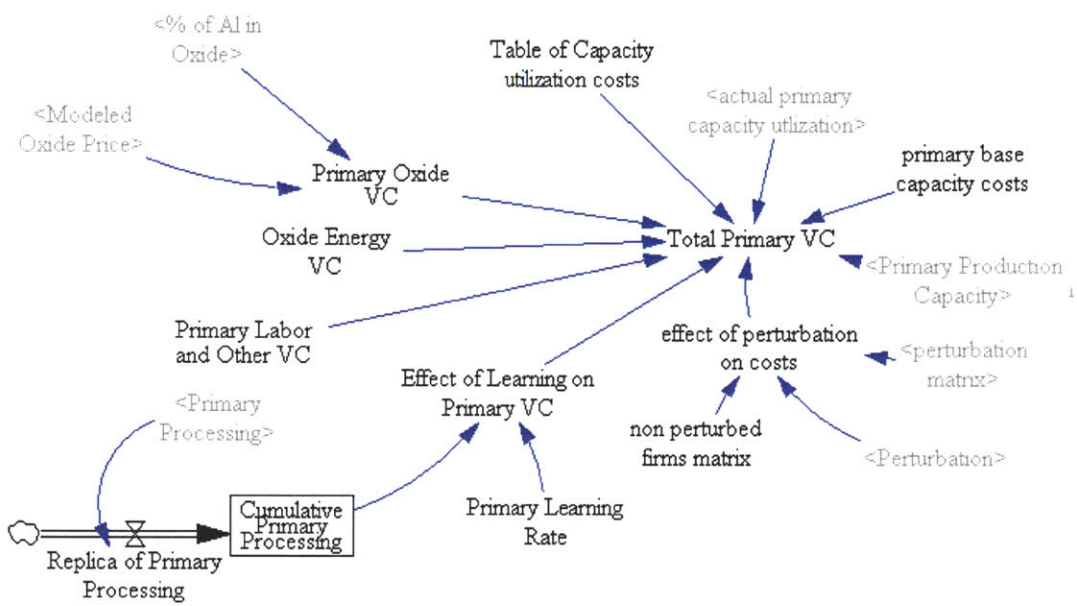 <% of Al in
Oxide>
Table of Capacity
utilization costs
<Modeled
Oxide Price>
<actual primary
capacity utlization>
primary base
capacity costs
Primary Oxide
VC
Oxide Energy
VC
Total Primary VC
<Primary Production
Capacity>
1
Primary Labor
and Other VC
effect of perturbation
on costs
<perturbation
matrix>
Effect of Learning on
Primary VC
<Primary
Processing>
non perturbed
firms matrix
<Perturbation>
Cumulative
Primary
Processing
Primary Learning
Rate
Replica of Primary
Processing